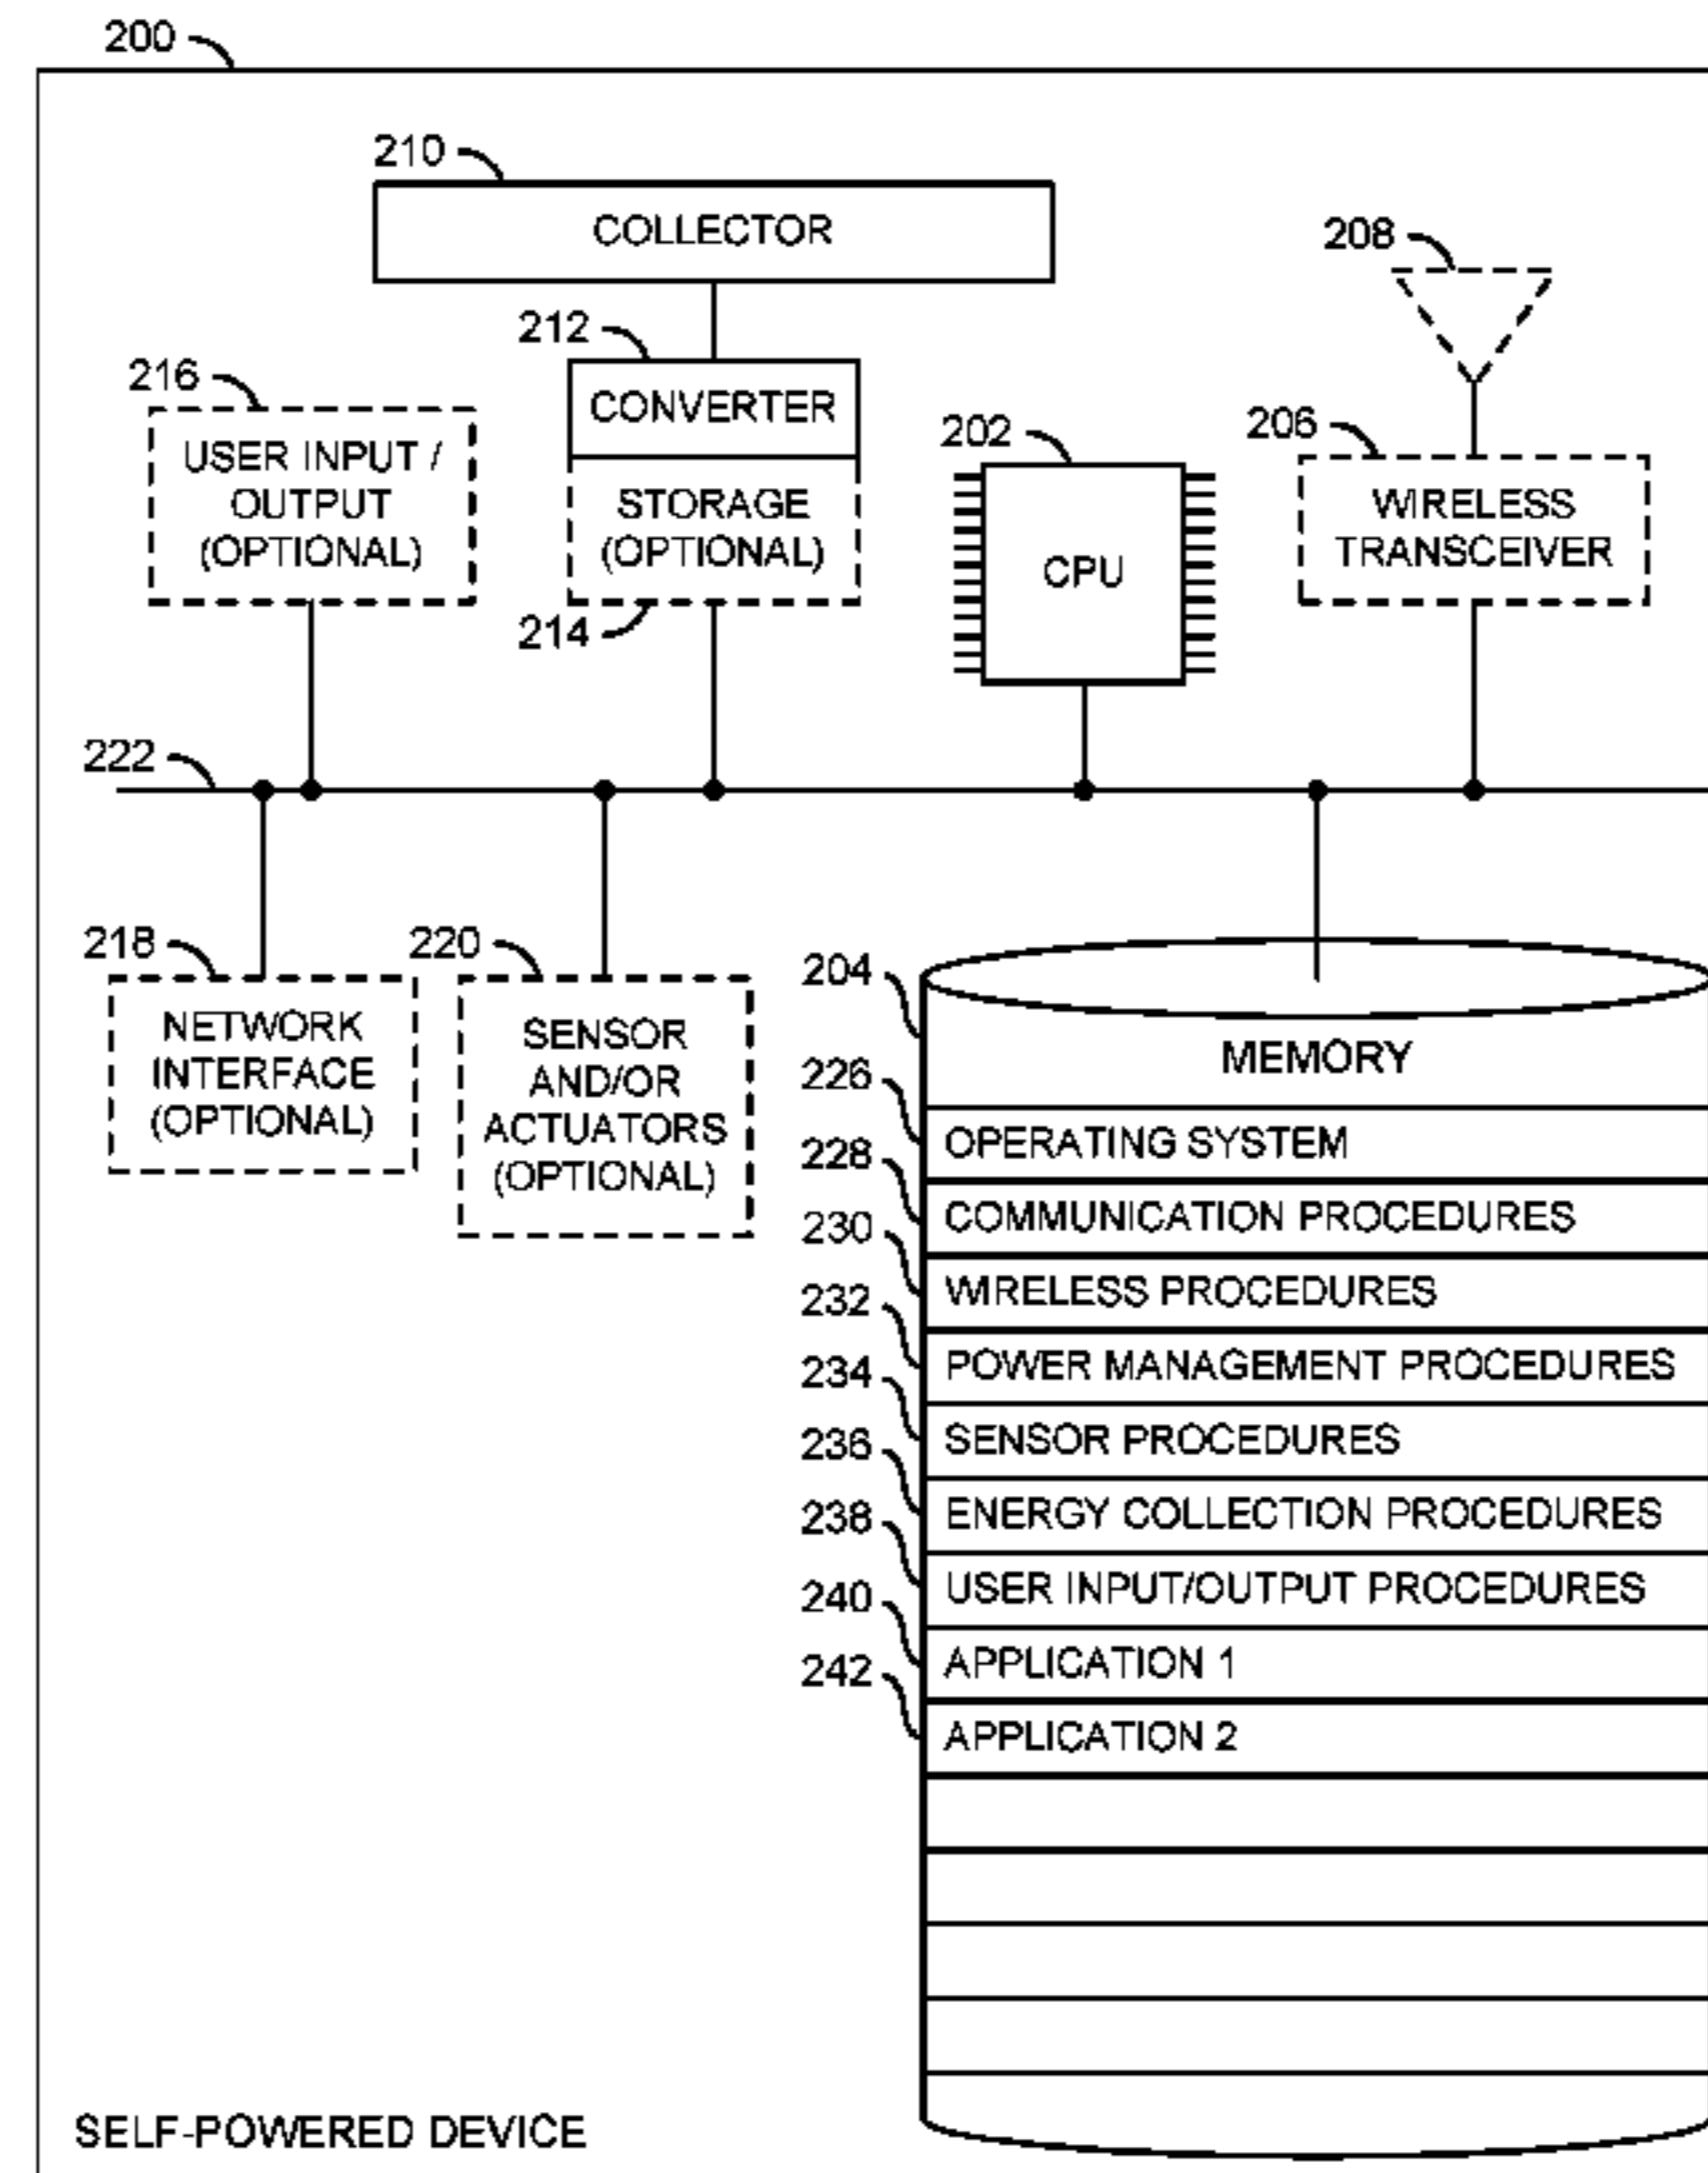 200
210
COLLECTOR
208
212
CONVERTER
216
USER INPUT /
OUTPUT
(OPTIONAL)
STORAGE
(OPTIONAL)
214
202
CPU
206
WIRELESS
TRANSCEIVER
222
218
NETWORK
INTERFACE
(OPTIONAL)
220
SENSOR
AND/OR
ACTUATORS
(OPTIONAL)
204
MEMORY
226
OPERATING SYSTEM
228
COMMUNICATION PROCEDURES
230
WIRELESS PROCEDURES
232
POWER MANAGEMENT PROCEDURES
234
SENSOR PROCEDURES
236
ENERGY COLLECTION PROCEDURES
238
USER INPUT/OUTPUT PROCEDURES
240
APPLICATION 1
242
APPLICATION 2
SELF-POWERED DEVICE